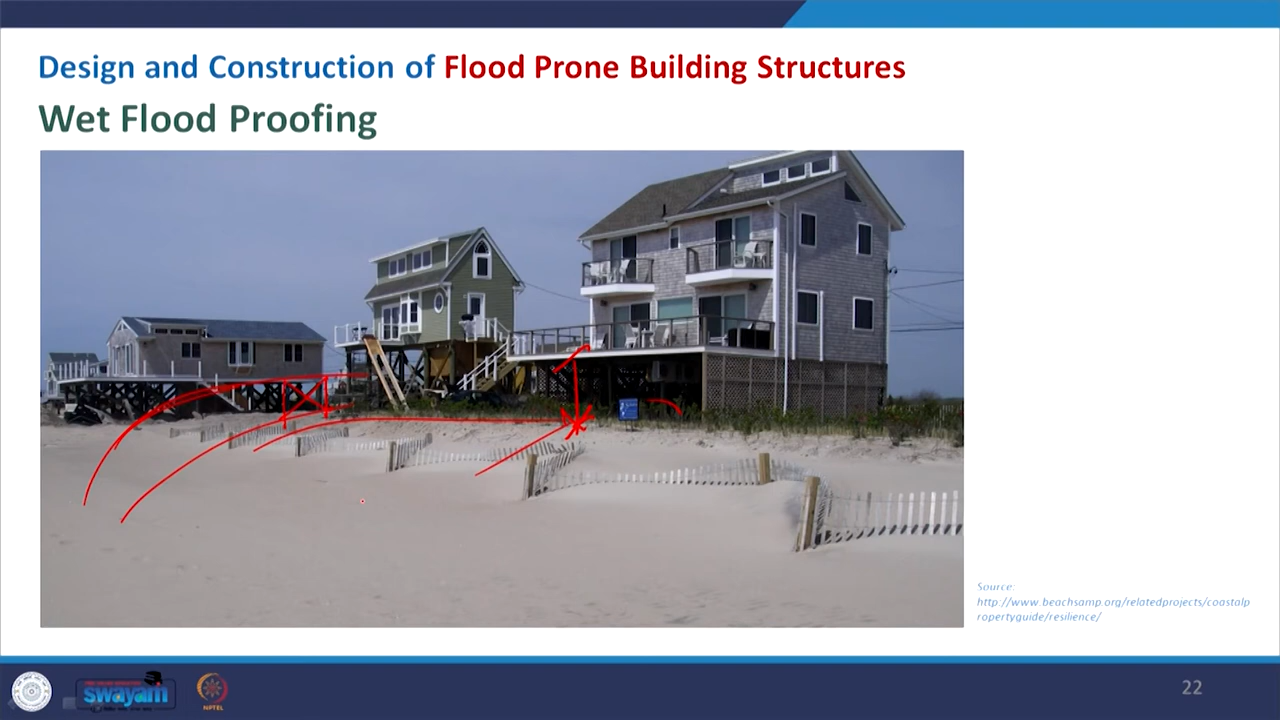 Design and Construction of Flood Prone Building Structures
Wet Flood Proofing
Source:
http://www.beachsamp.org/relatedprojects/coastalp
ropertyguide/resilience/
swayam
NPTEL
22